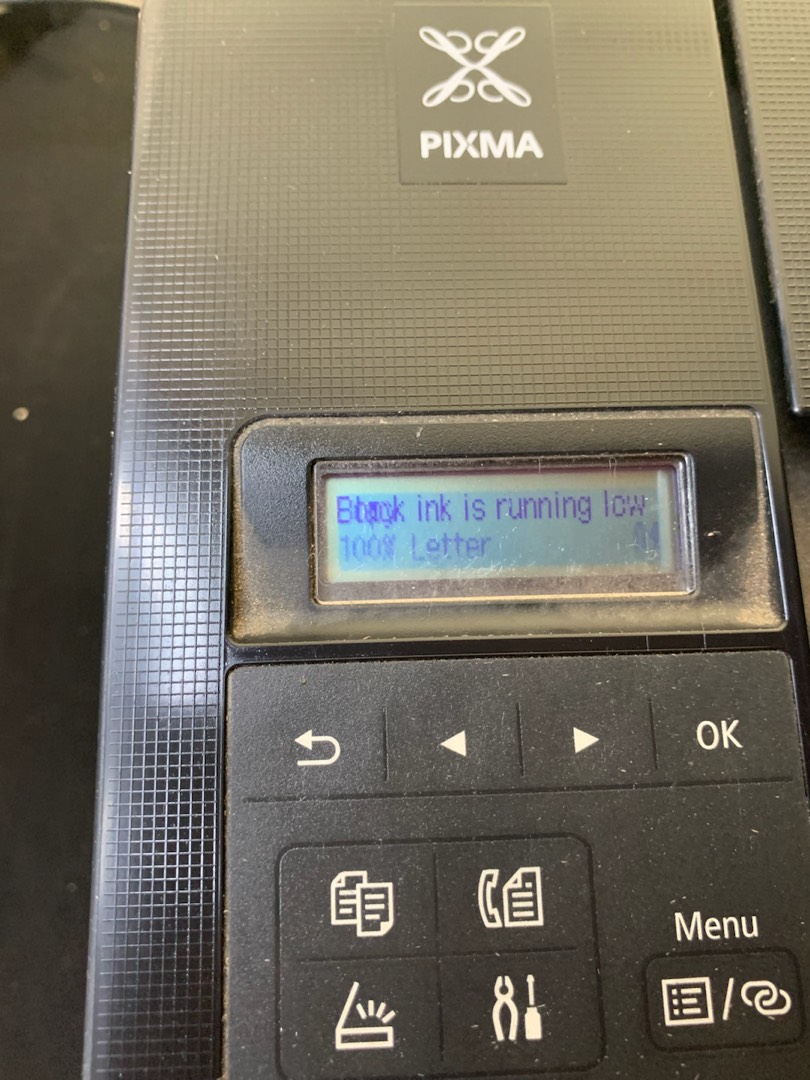 PIXMA
Black ink is running low
100% Letter
OK
Menu